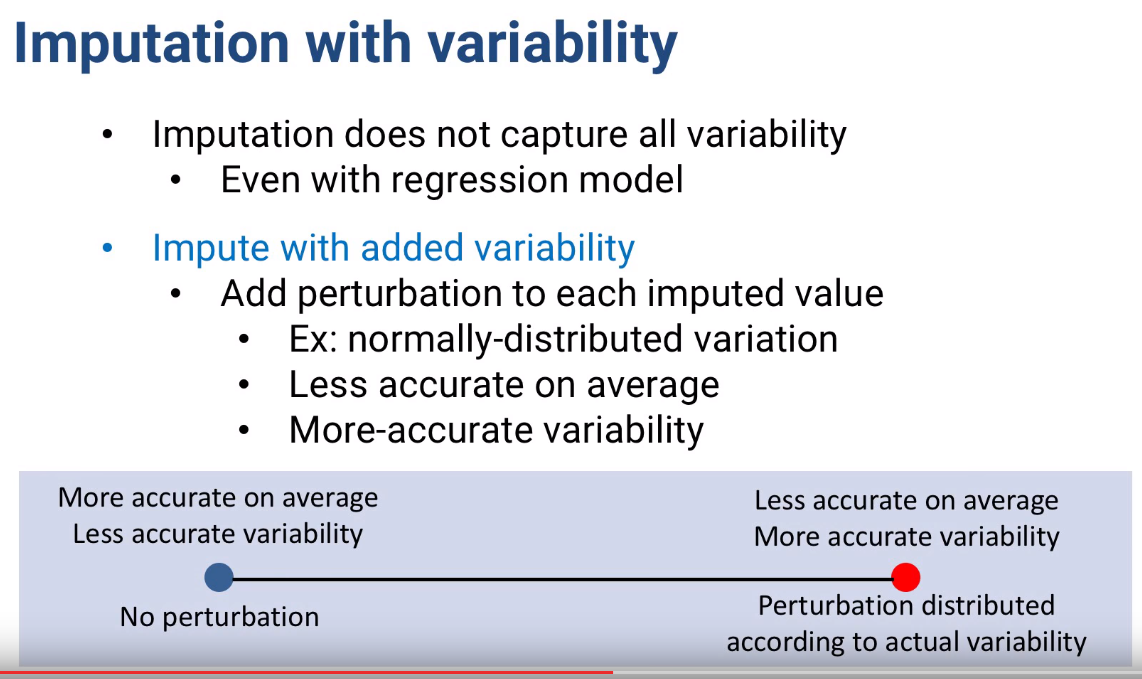 Imputation with variability
• Imputation does not capture all variability
• Even with regression model
• Impute with added variability
• Add perturbation to each imputed value
• Ex: normally-distributed variation
• Less accurate on average
• More-accurate variability
More accurate on average
Less accurate variability
No perturbation
Less accurate on average
More accurate variability
Perturbation distributed
according to actual variability